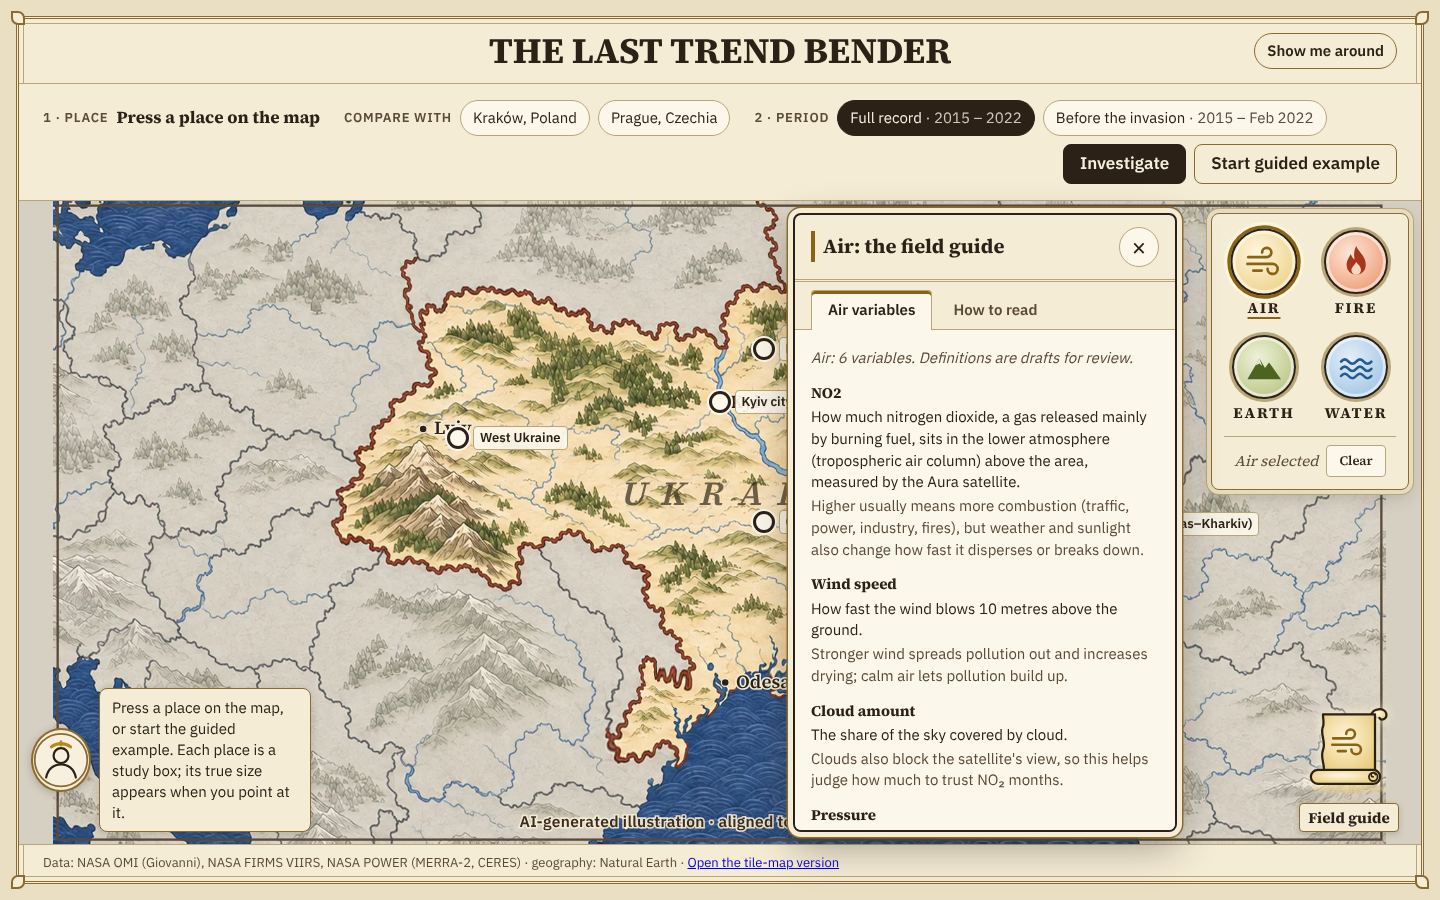 THE LAST TREND BENDER
Show me around
1 · PLACE Press a place on the map COMPARE WITH Kraków, Poland Prague, Czechia 2 · PERIOD Full record · 2015 – 2022 Before the invasion · 2015 – Feb 2022
Investigate Start guided example
Air: the field guide
×
Air variables How to read
Air: 6 variables. Definitions are drafts for review.
NO2
How much nitrogen dioxide, a gas released mainly
by burning fuel, sits in the lower atmosphere
(tropospheric air column) above the area,
measured by the Aura satellite.
Higher usually means more combustion (traffic,
power, industry, fires), but weather and sunlight
also change how fast it disperses or breaks down.
Wind speed
How fast the wind blows 10 metres above the
ground.
Stronger wind spreads pollution out and increases
drying; calm air lets pollution build up.
Cloud amount
The share of the sky covered by cloud.
Clouds also block the satellite's view, so this helps
judge how much to trust NO₂ months.
Pressure
AIR FIRE
EARTH WATER
Air selected Clear
Kyiv city
Lviv
West Ukraine
UKRAI
as–Kharkiv)
Odesa
Press a place on the map,
or start the guided
example. Each place is a
study box; its true size
appears when you point at
it.
AI-generated illustration · aligned to
Field guide
Data: NASA OMI (Giovanni), NASA FIRMS VIIRS, NASA POWER (MERRA-2, CERES) · geography: Natural Earth · Open the tile-map version